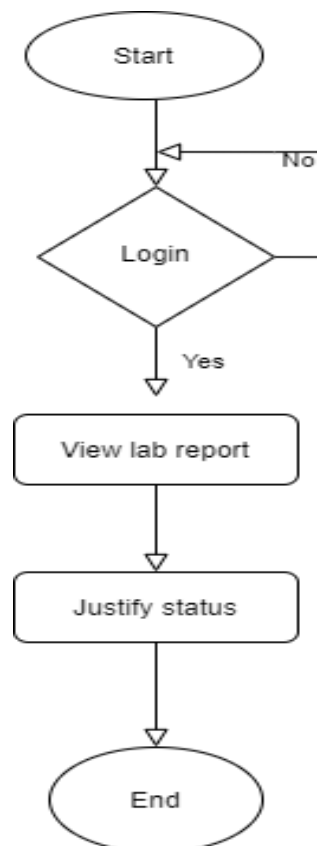 Start
No
Login
Yes
View lab report
Justify status
End